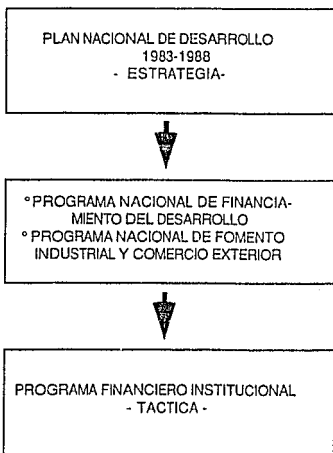 PLAN NACIONAL DE DESARROLLO
1983-1988
- ESTRATEGIA-
° PROGRAMA NACIONAL DE FINANCIA-
MIENTO DEL DESARROLLO
° PROGRAMA NACIONAL DE FOMENTO
INDUSTRIAL Y COMERCIO EXTERIOR
PROGRAMA FINANCIERO INSTITUCIONAL
- TACTICA -